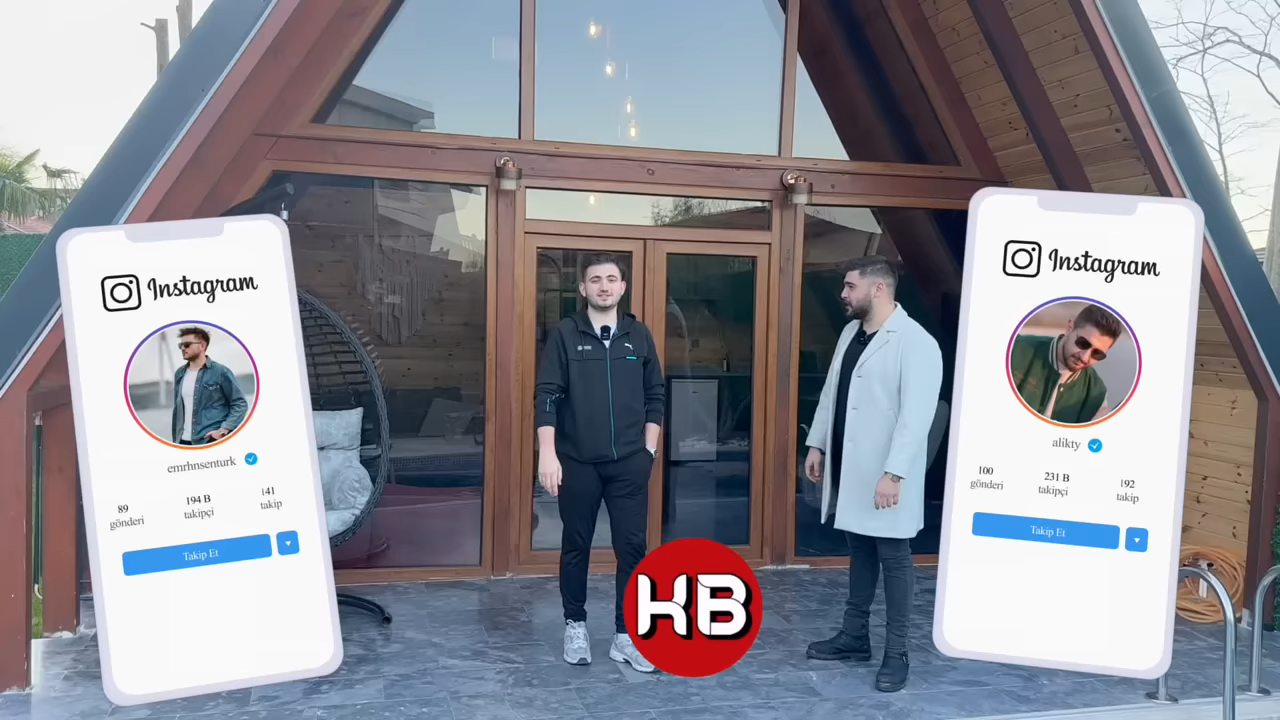 Instagram
emrhnsenturk
89
gönderi
194 B
takipçi
141
takip
Takip Et
KB
Instagram
alikty
100
gönderi
231 B
takipçi
192
takip
Takip Et